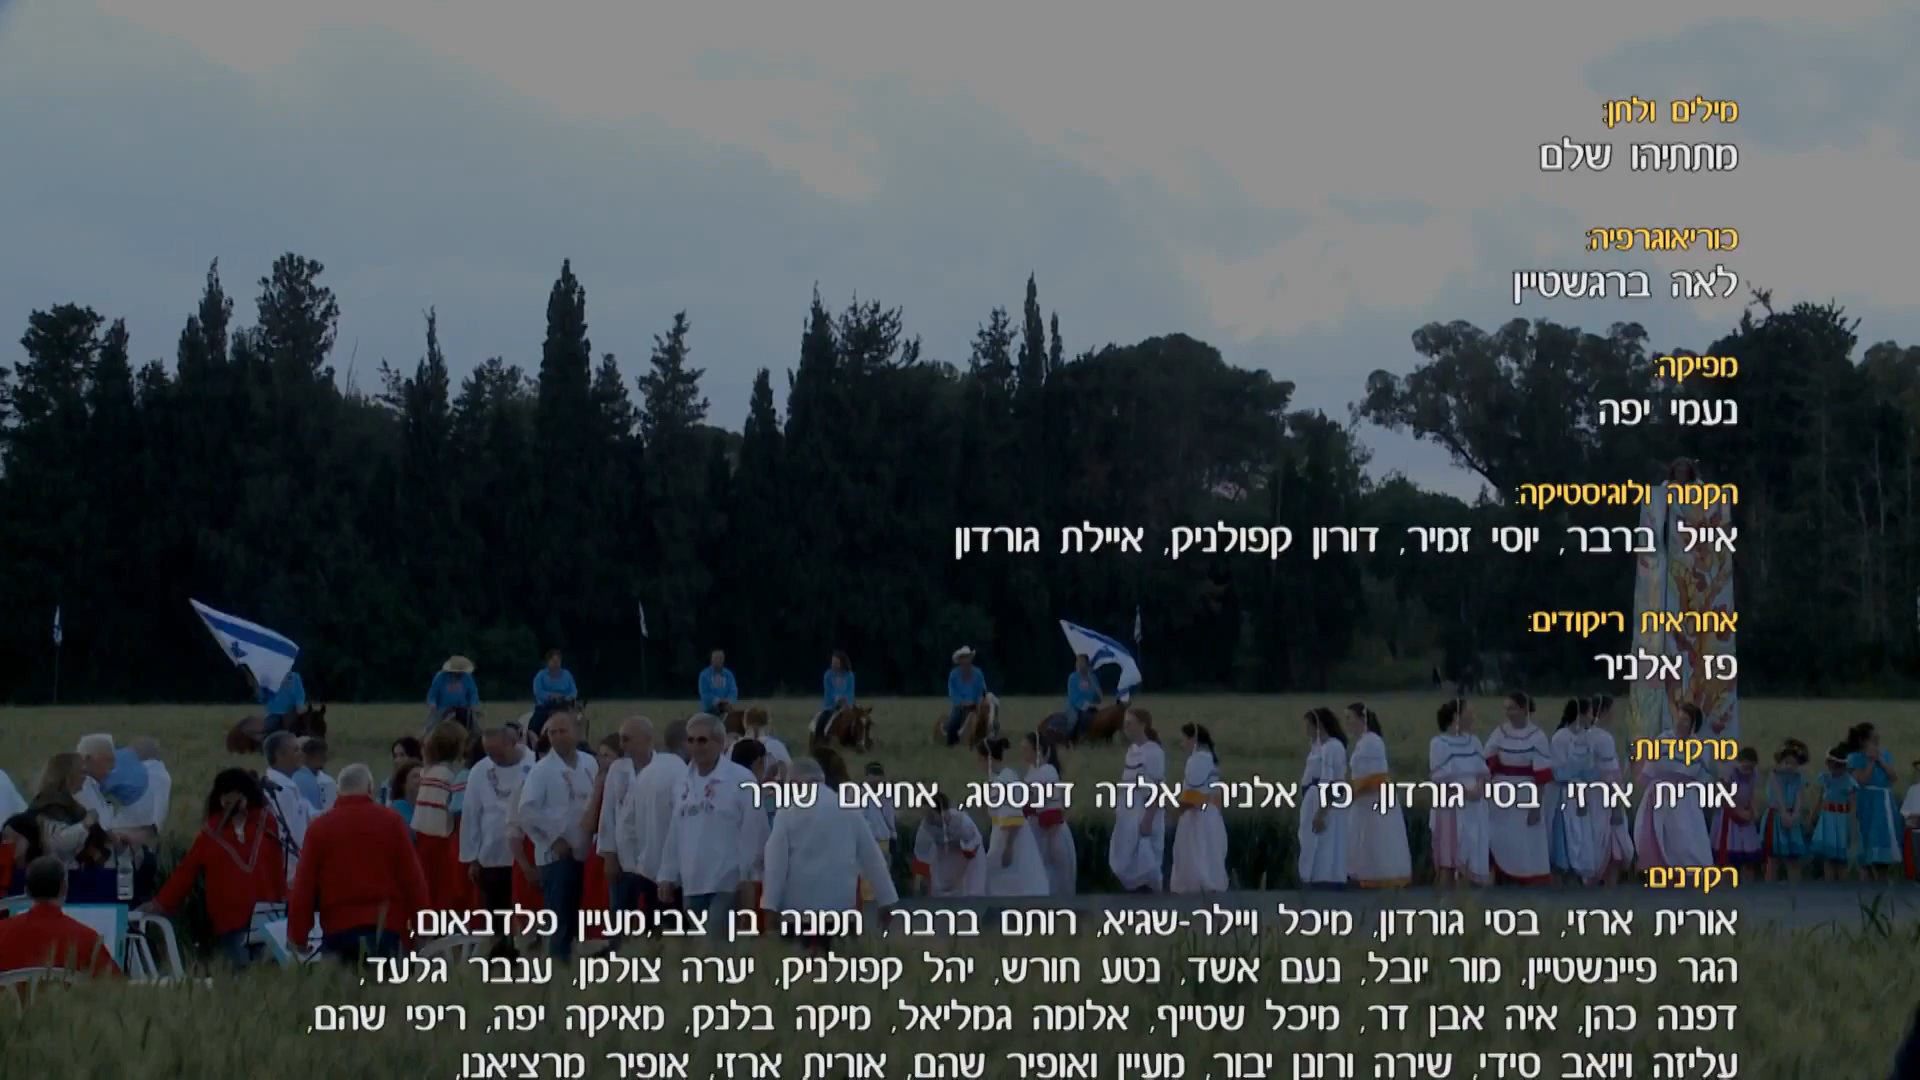 מילים ולחן:
מתתיהו שלם
כוריאוגרפיה:
לאה ברגשטיין
מפיקה:
נעמי יפה
הקמה ולוגיסטיקה:
אייל ברבר, יוסי זמיר, דורון קפולניק, איילת גורדון
אחראית ריקודים:
פז אלניר
מרקידות:
אורית ארזי, בסי גורדון, פז אלניר, אלדה דינסטג, אחיאם שורר
רקדנים:
אורית ארזי, בסי גורדון, מיכל ויילר-שגיא, רותם ברבר, תמנה בן צבי,מעיין פלדבאום,
הגר פיינשטיין, מור יובל, נעם אשד, נטע חורש, יהל קפולניק, יערה צולמן, ענבר גלעד,
דפנה כהן, איה אבן דר, מיכל שטייף, אלומה גמליאל, מיקה בלנק, מאיקה יפה, ריפי שהם,
עליזה ויואב סידי, שירה ורונן יבור, מעיין ואופיר שהם, אורית ארזי, אופיר מרציאנו,